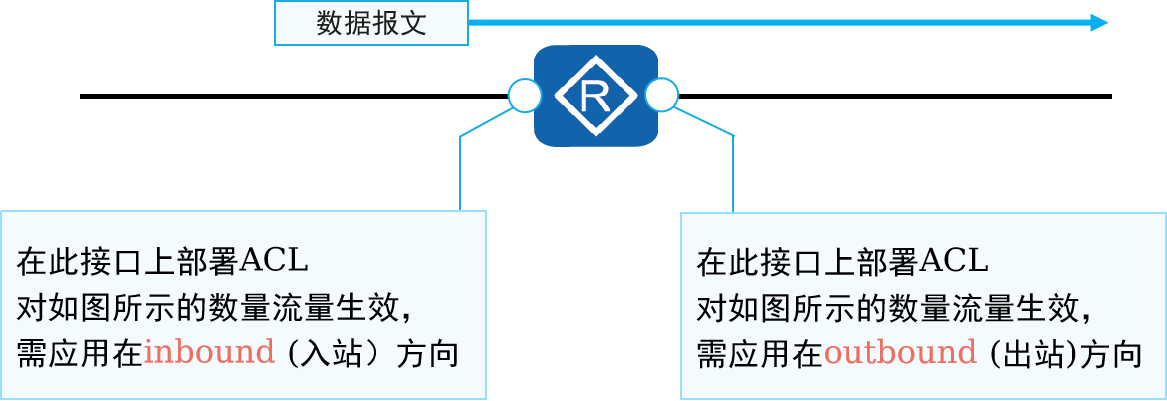 数据报文
R
在此接口上部署ACL
对如图所示的数量流量生效，
需应用在inbound (入站）方向
在此接口上部署ACL
对如图所示的数量流量生效，
需应用在outbound (出站)方向